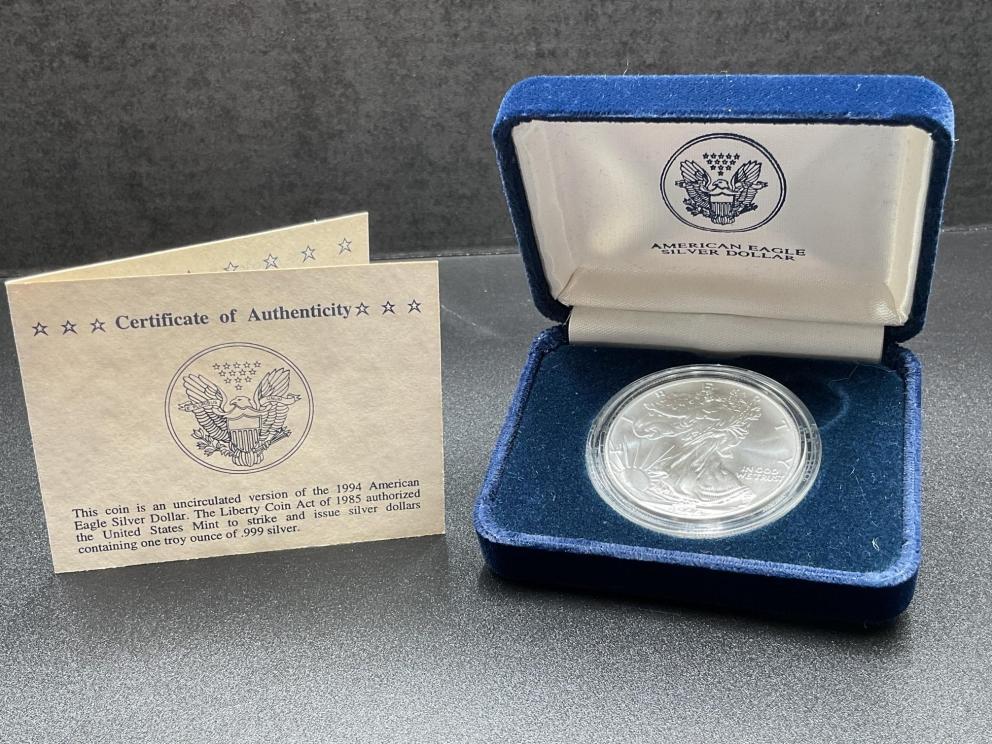 ☆ ☆ ☆ Certificate of Authenticity ☆ ☆ ☆
This coin is an uncirculated version of the 1994 American
Eagle Silver Dollar. The Liberty Coin Act of 1985 authorized
the United States Mint to strike and issue silver dollars
containing one troy ounce of .999 silver.
AMERICAN EAGLE
SILVER DOLLAR
IN GOD
WE TRUST